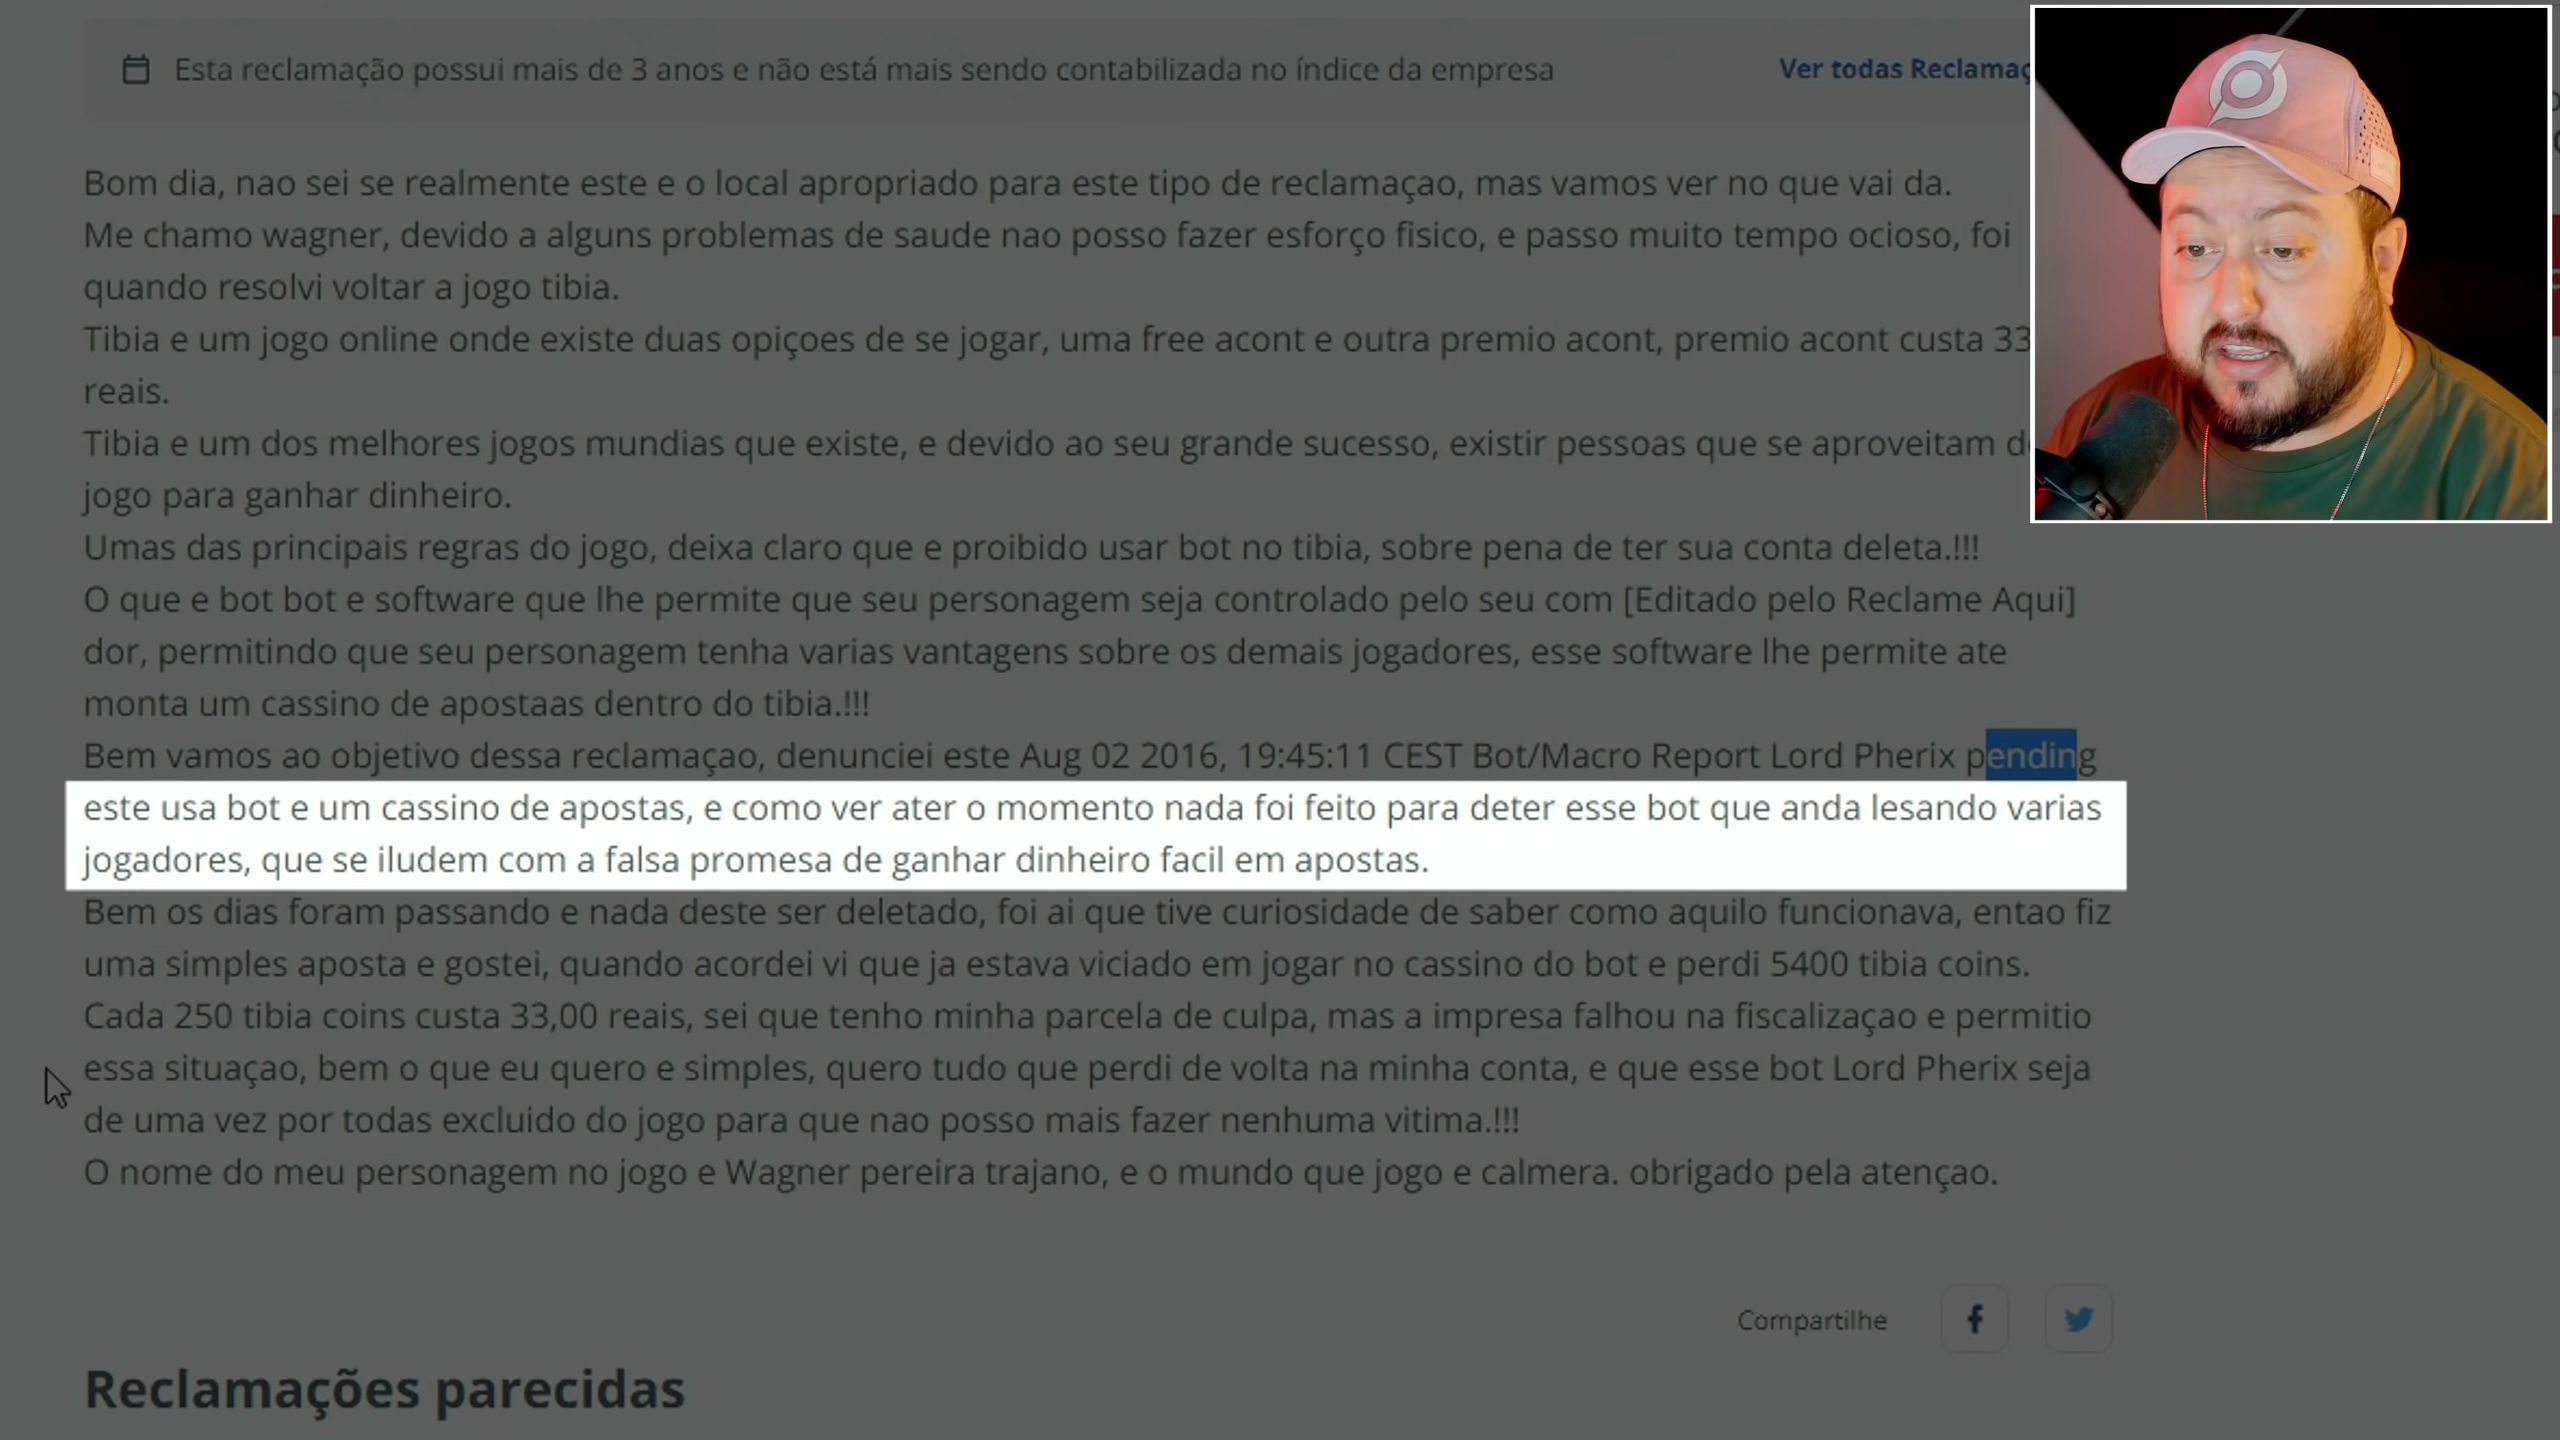 Esta reclamação possui mais de 3 anos e não está mais sendo contabilizada no índice da empresa
Ver todas
Bom dia, nao sei se realmente este e o local apropriado para este tipo de reclamaçao, mas vamos ver no que vai da.
Me chamo wagner, devido a alguns problemas de saude nao posso fazer esforço fisico, e passo muito tempo ocioso, foi
quando resolvi voltar a jogo tibia.
Tibia e um jogo online onde existe duas opiçoes de se jogar, uma free acont e outra premio acont, premio acont custa 33
reais.
Tibia e um dos melhores jogos mundias que existe, e devido ao seu grande sucesso, existir pessoas que se aproveitam
jogo para ganhar dinheiro.
Umas das principais regras do jogo, deixa claro que e proibido usar bot no tibia, sobre pena de ter sua conta deleta.!!!
O que e bot bot e software que lhe permite que seu personagem seja controlado pelo seu com [Editado pelo Reclame Aqui]
dor, permitindo que seu personagem tenha varias vantagens sobre os demais jogadores, esse software lhe permite ate
monta um cassino de apostaas dentro do tibia.!!!
Bem vamos ao objetivo dessa reclamaçao, denunciei este Aug 02 2016, 19:45:11 CEST Bot/Macro Report Lord Pherix pending
este usa bot e um cassino de apostas, e como ver ater o momento nada foi feito para deter esse bot que anda lesando varias
jogadores, que se iludem com a falsa promesa de ganhar dinheiro facil em apostas.
Bem os dias foram passando e nada deste ser deletado, foi ai que tive curiosidade de saber como aquilo funcionava, entao fiz
uma simples aposta e gostei, quando acordei vi que ja estava viciado em jogar no cassino do bot e perdi 5400 tibia coins.
Cada 250 tibia coins custa 33,00 reais, sei que tenho minha parcela de culpa, mas a impresa falhou na fiscalizaçao e permitio
essa situaçao, bem o que eu quero e simples, quero tudo que perdi de volta na minha conta, e que esse bot Lord Pherix seja
de uma vez por todas excluido do jogo para que nao posso mais fazer nenhuma vitima.!!!
O nome do meu personagem no jogo e Wagner pereira trajano, e o mundo que jogo e calmera. obrigado pela atençao.
Compartilhe
Reclamações parecidas